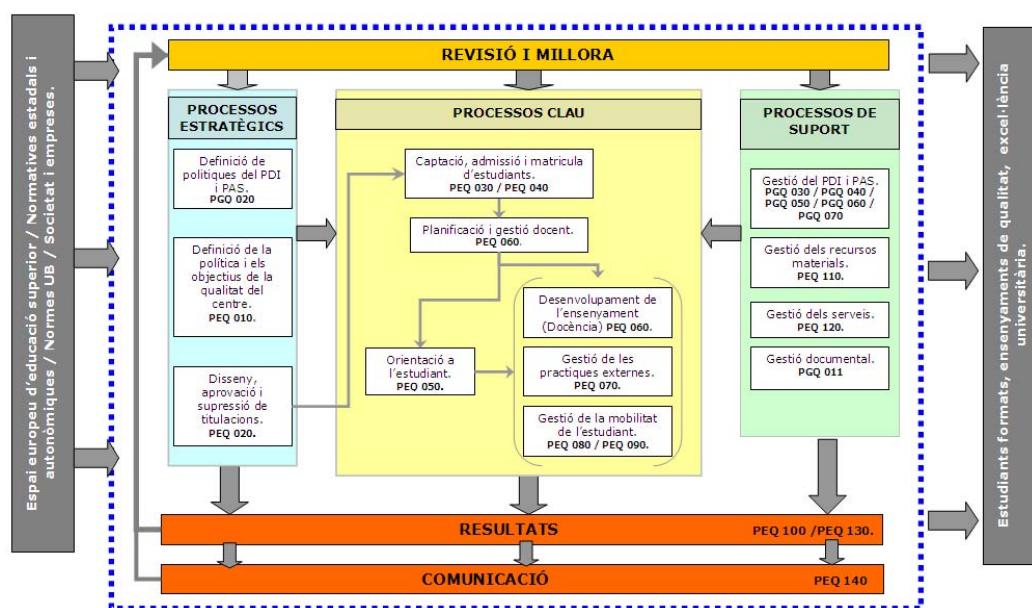 Espai europeu d'educació superior / Normatives estadals i
autonòmiques / Normes UB / Societat i empreses.
REVISIÓ I MILLORA
PROCESSOS
ESTRATÈGICS
Definició de
politiques del PDI
i PAS.
PGQ 020
Definició de la
política i els
objectius de la
qualitat del
centre.
PEQ 010.
Disseny,
aprovació i
supressió de
titulacions.
PEQ 020.
PROCESSOS CLAU
Captació, admissió i matricula
d'estudiants.
PEQ 030 / PEQ 040
Planificació i gestió docent.
PEQ 060.
Desenvolupament de
l'ensenyament
(Docència) PEQ 060.
Orientació a
l'estudiant.
PEQ 050.
Gestió de les
practiques externes.
PEQ 070.
Gestió de la mobilitat
de l'estudiant.
PEQ 080 / PEQ 090.
PROCESSOS DE
SUPORT
Gestió del PDI i PAS.
PGQ 030 / PGQ 040 /
PGQ 050 / PGQ 060 /
PGQ 070
Gestió dels recursos
materials.
PEQ 110.
Gestió dels serveis.
PEQ 120.
Gestió documental.
PGQ 011
RESULTATS
PEQ 100 /PEQ 130.
COMUNICACIÓ
PEQ 140
Estudiants formats, ensenyaments de qualitat, excel·lència
universitària.